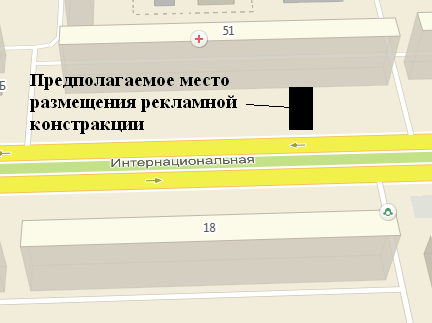 51
Б
Предполагаемое место
размещения рекламной
констракции
Интернациональная
18